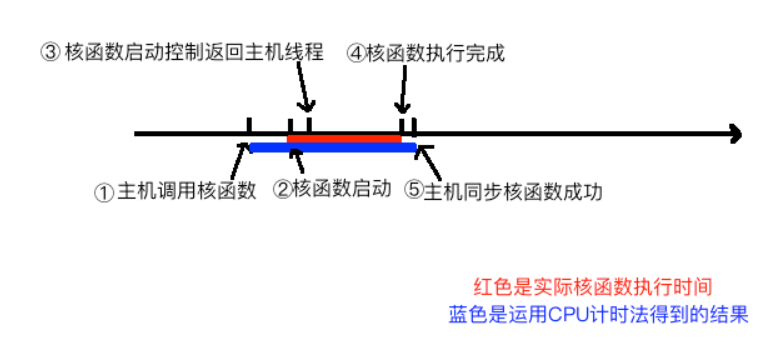 ③ 核函数启动控制返回主机线程 ④核函数执行完成
①主机调用核函数 ②核函数启动 ⑤主机同步核函数成功
红色是实际核函数执行时间
蓝色是运用CPU计时法得到的结果